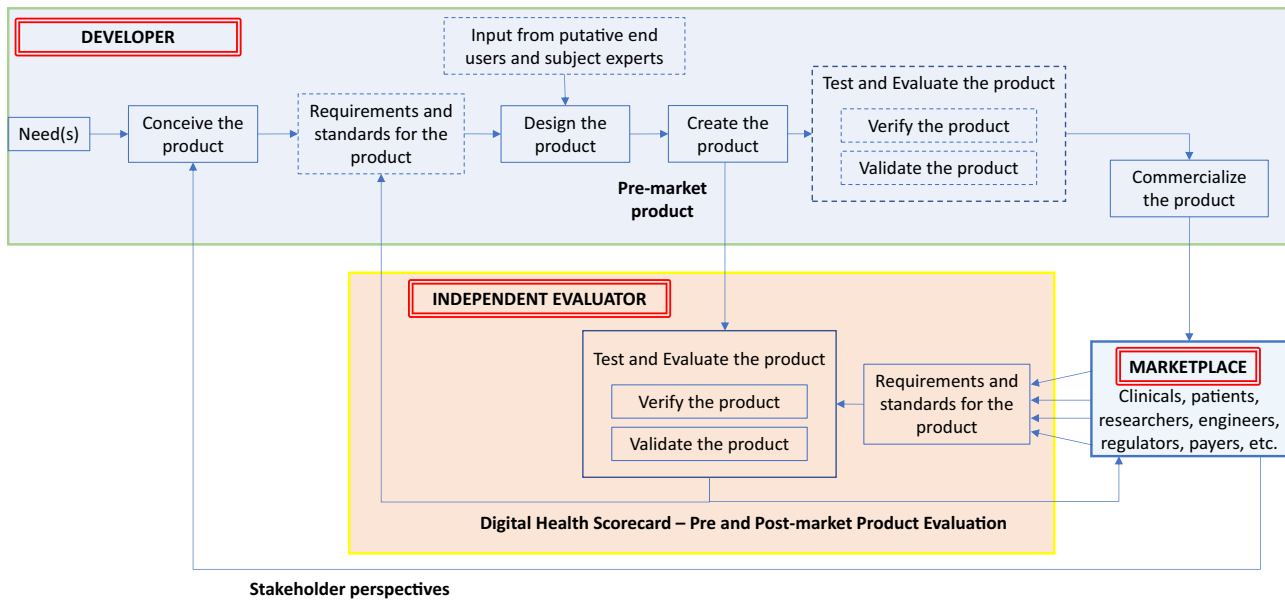 DEVELOPER
Input from putative end
users and subject experts
Need(s)
Conceive the
product
Requirements and
standards for the
product
Design the
product
Create the
product
Test and Evaluate the product
Verify the product
Validate the product
Commercialize
the product
Pre-market
product
INDEPENDENT EVALUATOR
Test and Evaluate the product
Verify the product
Validate the product
Requirements and
standards for the
product
MARKETPLACE
Clinicals, patients,
researchers, engineers,
regulators, payers, etc.
Digital Health Scorecard – Pre and Post-market Product Evaluation
Stakeholder perspectives